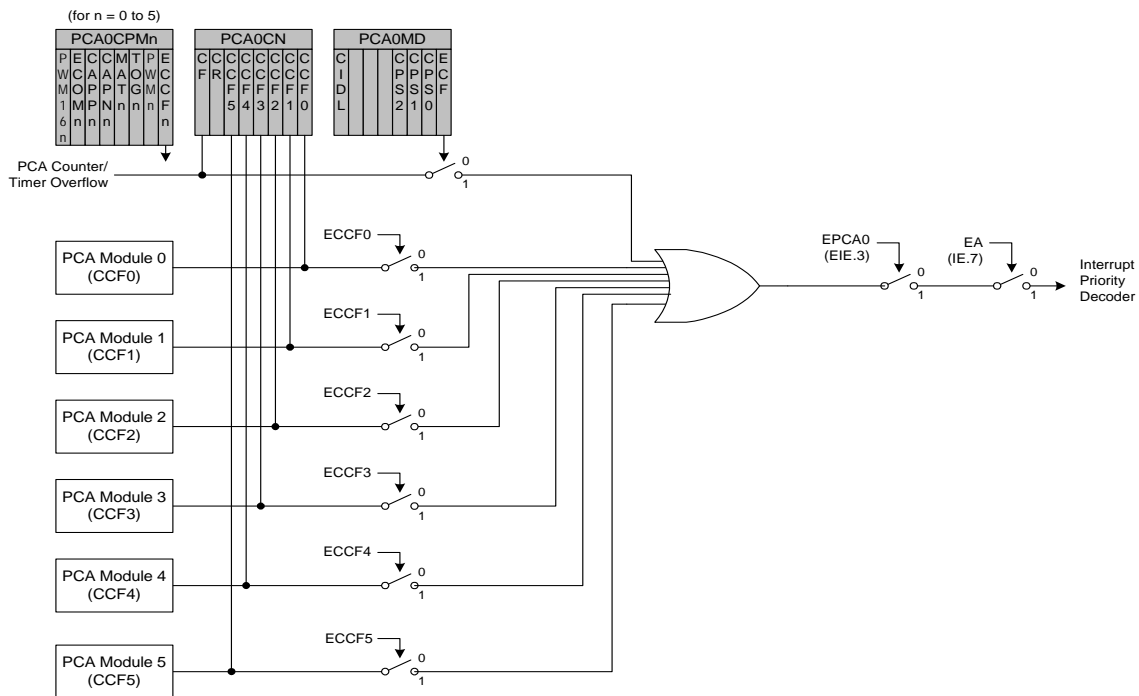 (for n = 0 to 5)
PCA0CPMn
PWM16n
ECOMn
CAPPn
CAPNn
MATn
TOGn
PWMn
ECCFn
PCA0CN
CF
CR
CCF5
CCF4
CCF3
CCF2
CCF1
CCF0
PCA0MD
CIDL
CPS2
CPS1
CPS0
ECF
PCA Counter/
Timer Overflow
0
1
PCA Module 0
(CCF0)
ECCF0
0
1
EPCA0
(EIE.3)
0
1
EA
(IE.7)
0
1
Interrupt
Priority
Decoder
PCA Module 1
(CCF1)
ECCF1
0
1
PCA Module 2
(CCF2)
ECCF2
0
1
PCA Module 3
(CCF3)
ECCF3
0
1
PCA Module 4
(CCF4)
ECCF4
0
1
PCA Module 5
(CCF5)
ECCF5
0
1